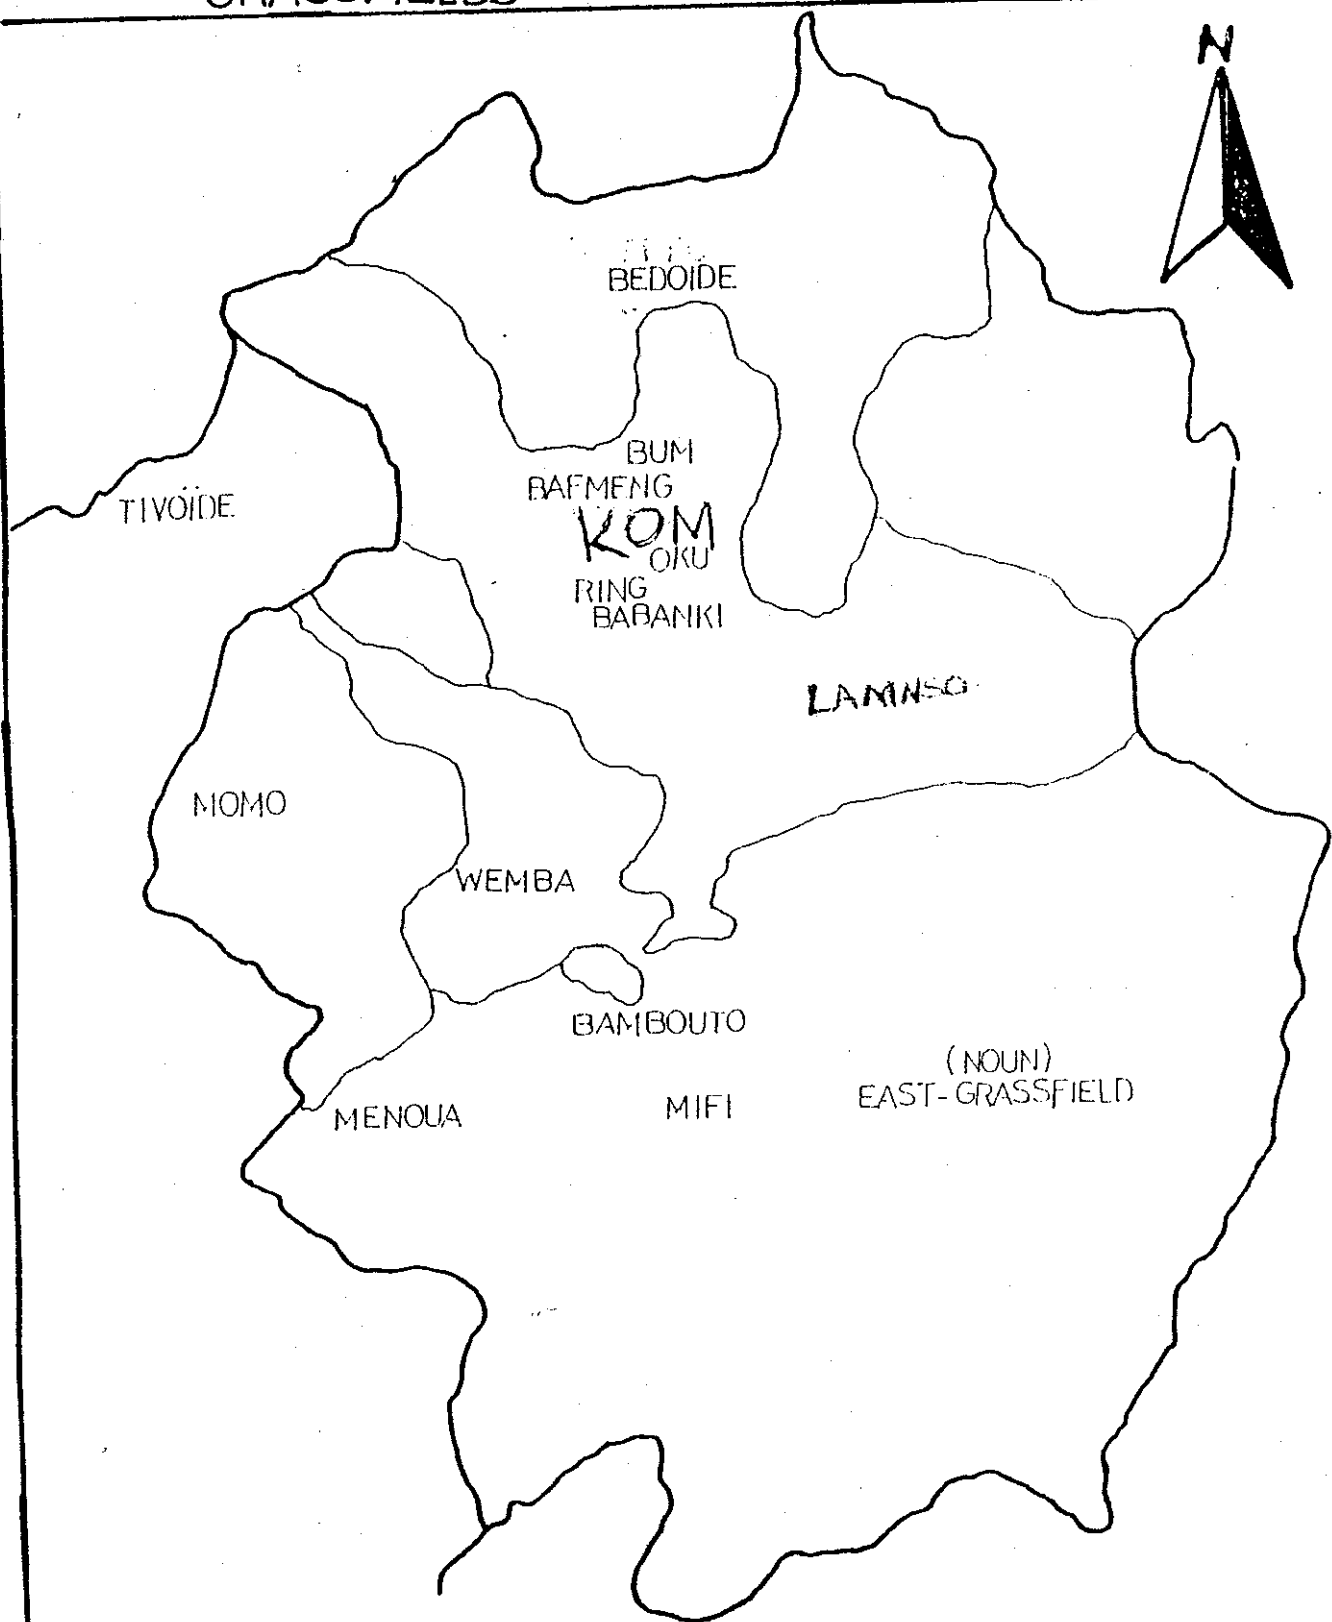 N
BEDOIDE
BUM
BAFMENG
KOM
OKU
TIVOÏDE
RING
BABANKI
LAMNSO
MOMO
WEMBA
BAMBOUTO
(NOUN)
EAST-GRASSFIELD
MIFI
MENOUA